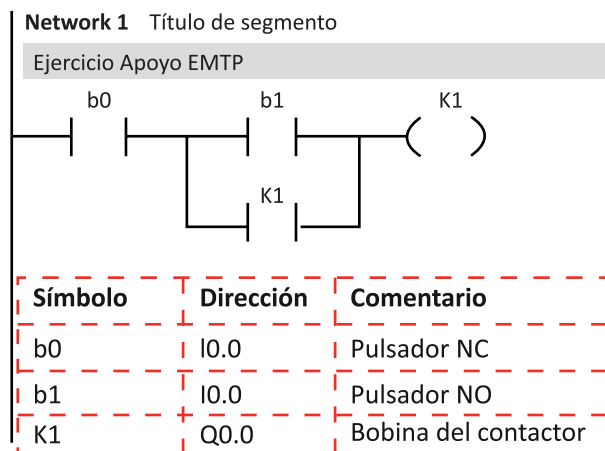 Network 1 Título de segmento
Ejercicio Apoyo EMTP
b0 b1 K1
K1
Símbolo Dirección Comentario
b0 I0.0 Pulsador NC
b1 I0.0 Pulsador NO
K1 Q0.0 Bobina del contactor